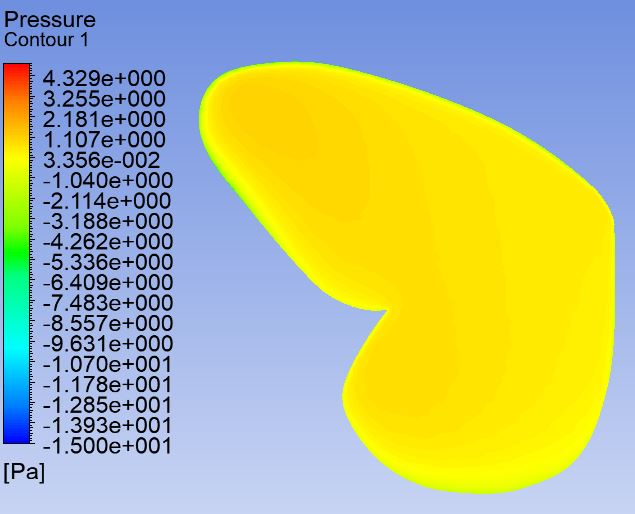 Pressure
Contour 1
4.329e+000
3.255e+000
2.181e+000
1.107e+000
3.356e-002
-1.040e+000
-2.114e+000
-3.188e+000
-4.262e+000
-5.336e+000
-6.409e+000
-7.483e+000
-8.557e+000
-9.631e+000
-1.070e+001
-1.178e+001
-1.285e+001
-1.393e+001
-1.500e+001
[Pa]